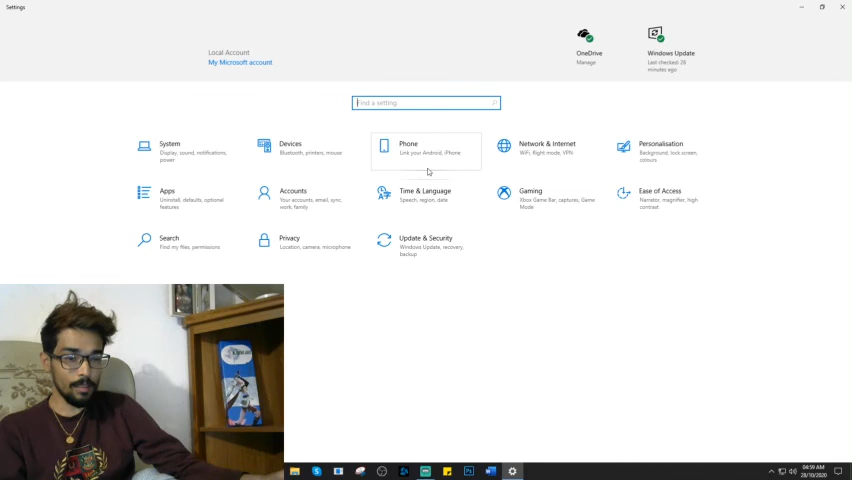 Settings
Local Account
My Microsoft account
OneDrive
Manage
Windows Update
Last checked: 28
minutes ago
Find a setting
System
Display, sound, notifications,
power
Devices
Bluetooth, printers, mouse
Phone
Link your Android, iPhone
Network & Internet
WiFi, flight mode, VPN
Personalisation
Background, lock screen,
colours
Apps
Uninstall, defaults, optional
features
Accounts
Your accounts, email, sync,
work, family
Time & Language
Speech, region, date
Gaming
Xbox Game Bar, captures, Game
Mode
Ease of Access
Narrator, magnifier, high
contrast
Search
Find my files, permissions
Privacy
Location, camera, microphone
Update & Security
Windows Update, recovery,
backup
04:59 AM
28/10/2020